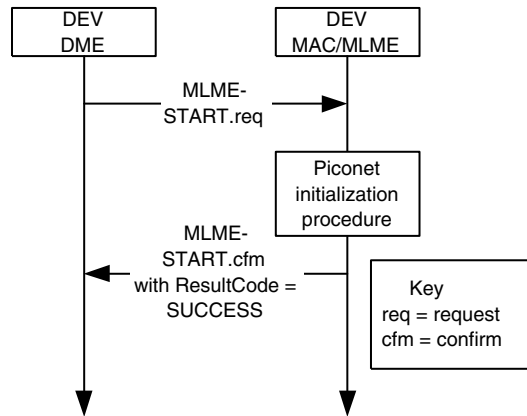 DEV
DME
DEV
MAC/MLME
MLME-
START.req
Piconet
initialization
procedure
MLME-
START.cfm
with ResultCode =
SUCCESS
Key
req = request
cfm = confirm